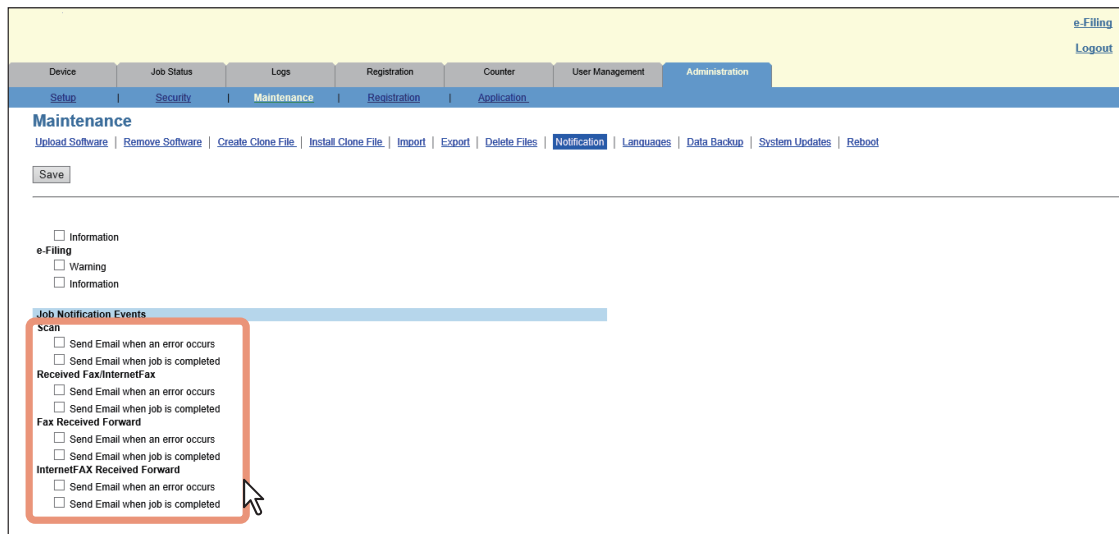 e-Filing
Logout
Device Job Status Logs Registration Counter User Management Administration
Setup | Security | Maintenance | Registration | Application
Maintenance
Upload Software | Remove Software | Create Clone File | Install Clone File | Import | Export | Delete Files | Notification | Languages | Data Backup | System Updates | Reboot
Save
Information
e-Filing
Warning
Information
Job Notification Events
Scan
Send Email when an error occurs
Send Email when job is completed
Received Fax/InternetFax
Send Email when an error occurs
Send Email when job is completed
Fax Received Forward
Send Email when an error occurs
Send Email when job is completed
InternetFAX Received Forward
Send Email when an error occurs
Send Email when job is completed